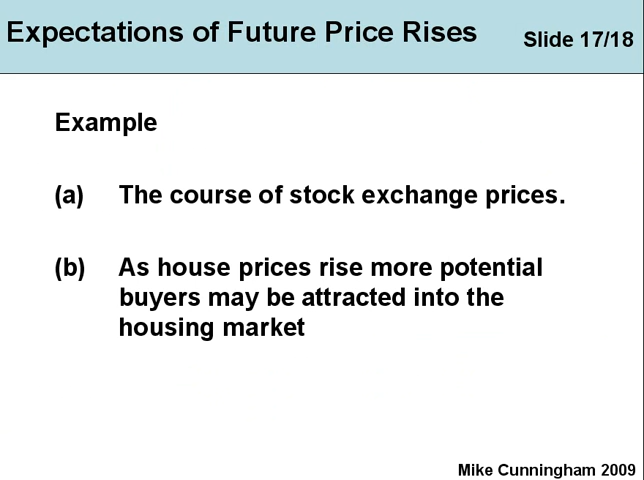 Expectations of Future Price Rises
Slide 17/18
Example
(a) The course of stock exchange prices.
(b) As house prices rise more potential
buyers may be attracted into the
housing market
Mike Cunningham 2009